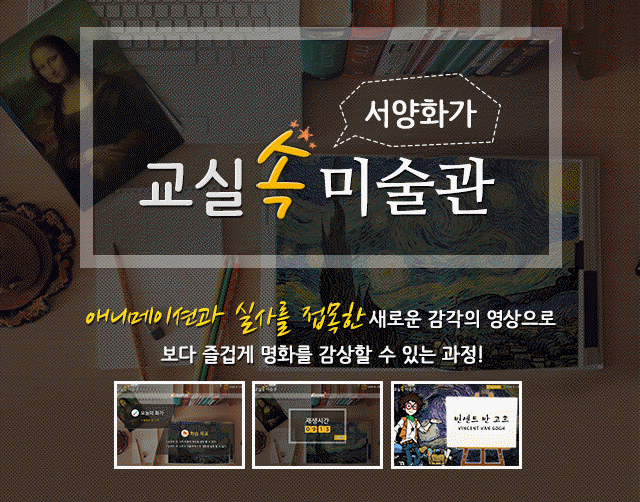 서양화가
교실 속 미술관
애니메이션과 실사를 접목한 새로운 감각의 영상으로
보다 즐겁게 명화를 감상할 수 있는 과정!
오늘의 화가
학습 목표
재생시간
빈센트 반 고흐
VINCENT VAN GOGH